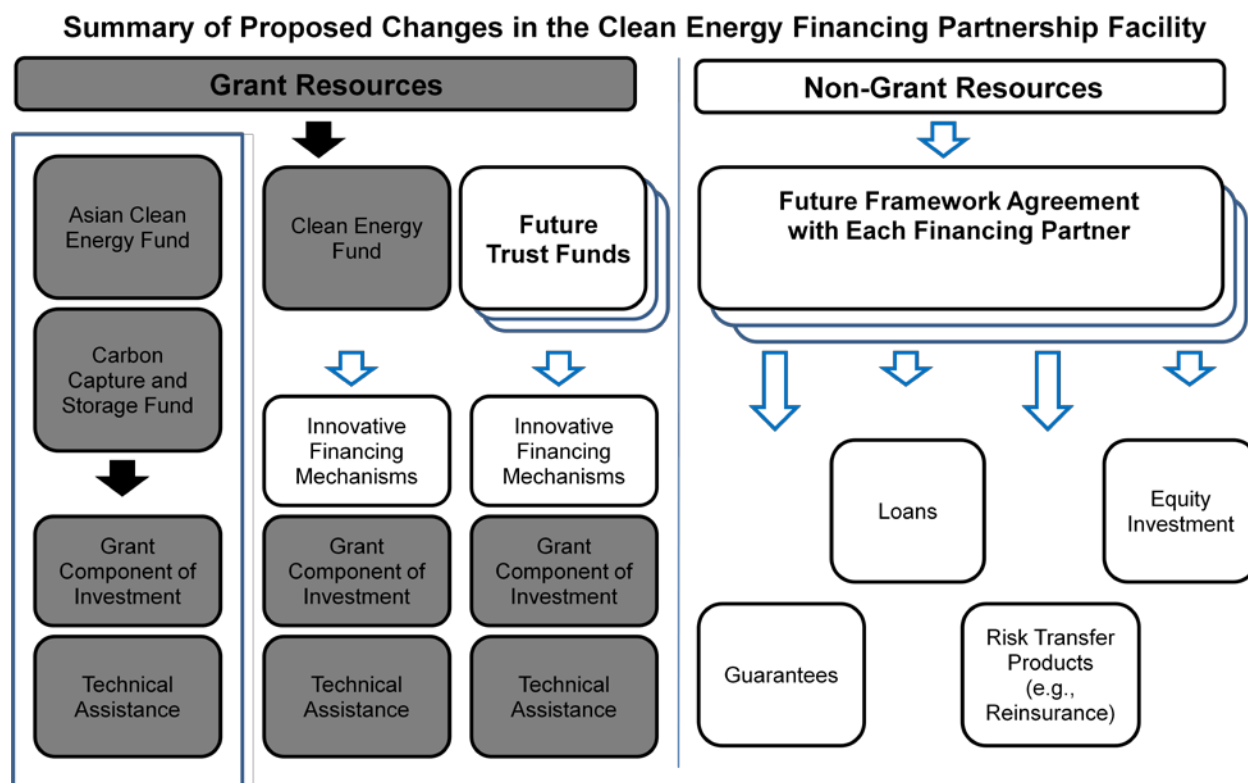 Summary of Proposed Changes in the Clean Energy Financing Partnership Facility
Grant Resources
Asian Clean
Energy Fund
Carbon
Capture and
Storage Fund
Grant
Component of
Investment
Technical
Assistance
Clean Energy
Fund
Innovative
Financing
Mechanisms
Grant
Component of
Investment
Technical
Assistance
Future
Trust Funds
Innovative
Financing
Mechanisms
Grant
Component of
Investment
Technical
Assistance
Non-Grant Resources
Future Framework Agreement
with Each Financing Partner
Guarantees
Loans
Risk Transfer
Products
(e.g.,
Reinsurance)
Equity
Investment